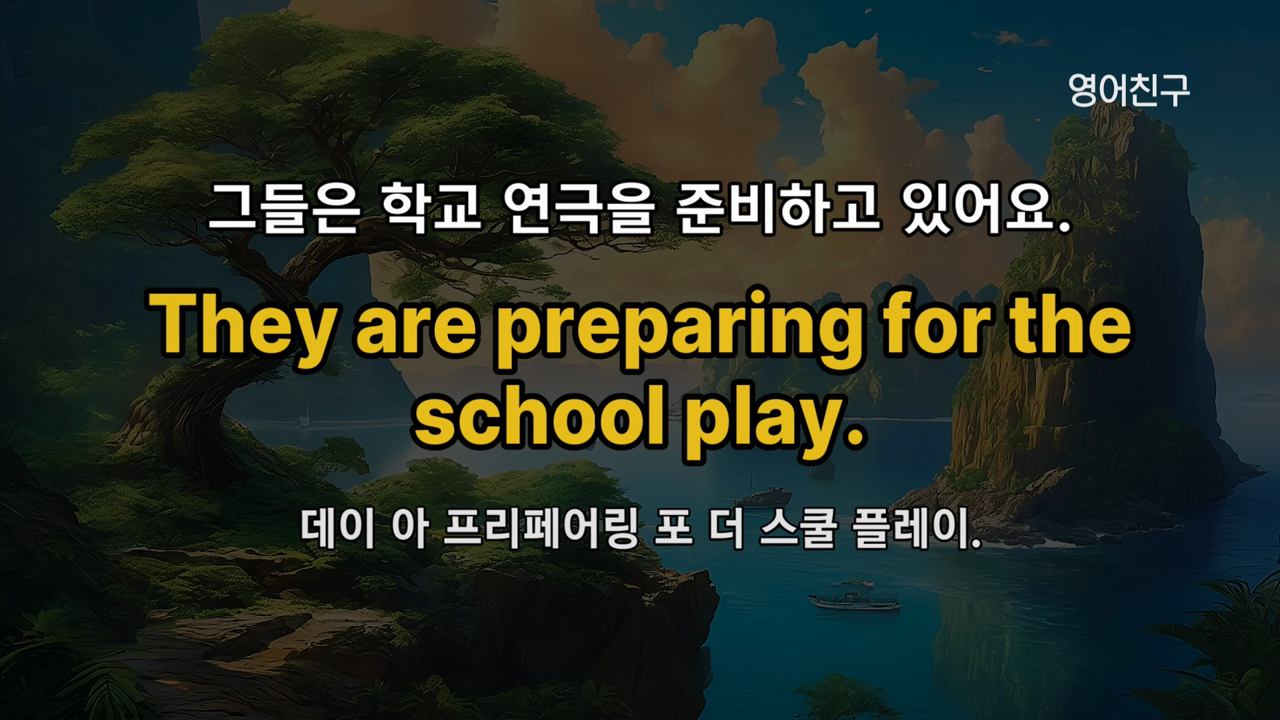 영어친구
그들은 학교 연극을 준비하고 있어요.
They are preparing for the
school play.
데이 아 프리페어링 포 더 스쿨 플레이.